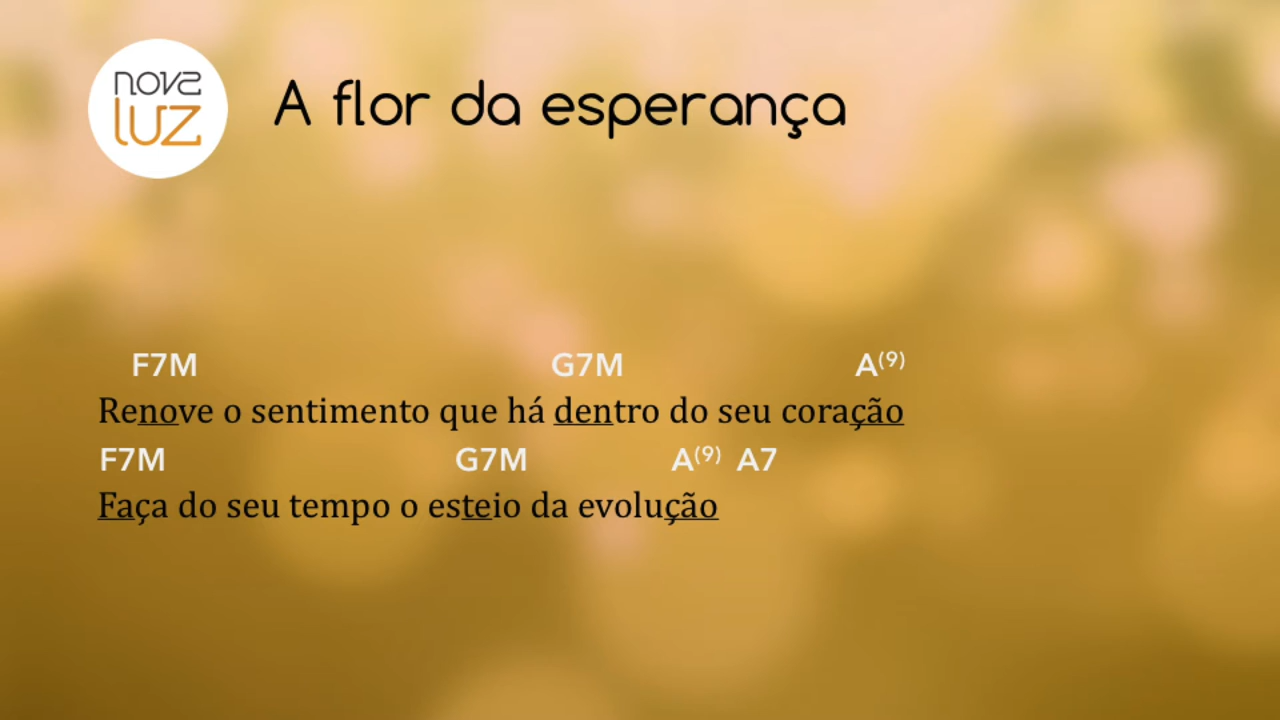 nova
luz
A flor da esperança
F7M G7M A(9)
Renove o sentimento que há dentro do seu coração
F7M G7M A(9) A7
Faça do seu tempo o esteio da evolução